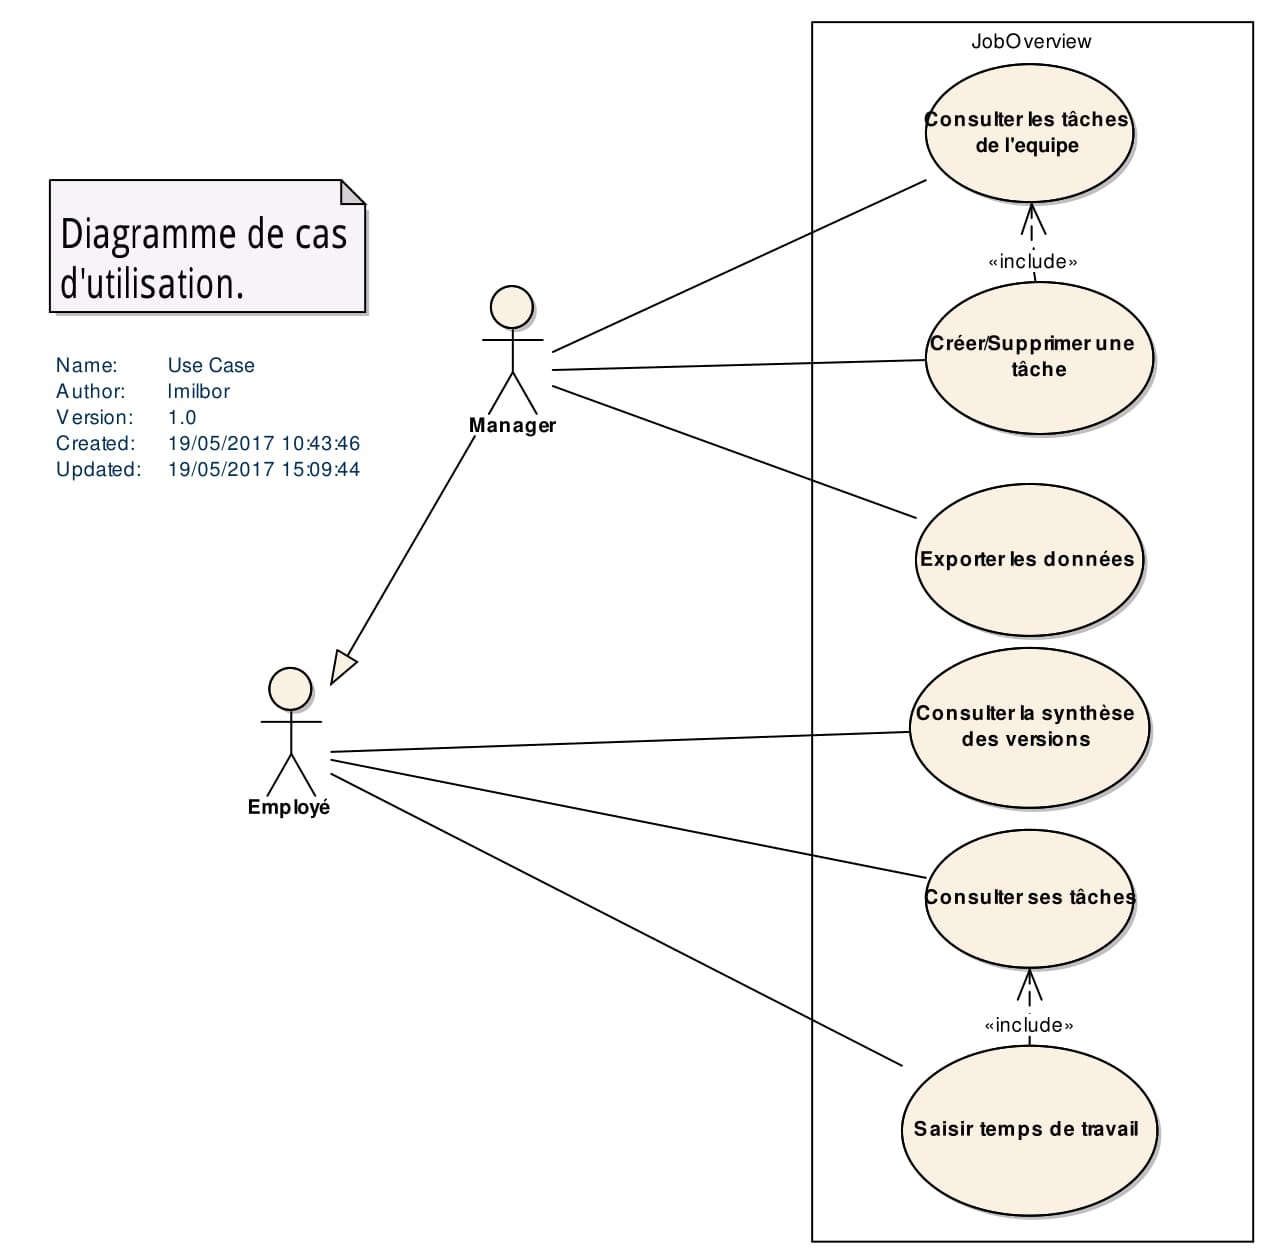 JobOverview
Consulter les tâches
de l'equipe
«include»
Créer/Supprimer une
tâche
Exporter les données
Consulter la synthèse
des versions
Consulter ses tâches
«include»
Saisir temps de travail
Diagramme de cas
d'utilisation.
Name: Use Case
Author: lmilbor
Version: 1.0
Created: 19/05/2017 10:43:46
Updated: 19/05/2017 15:09:44
Manager
Employé